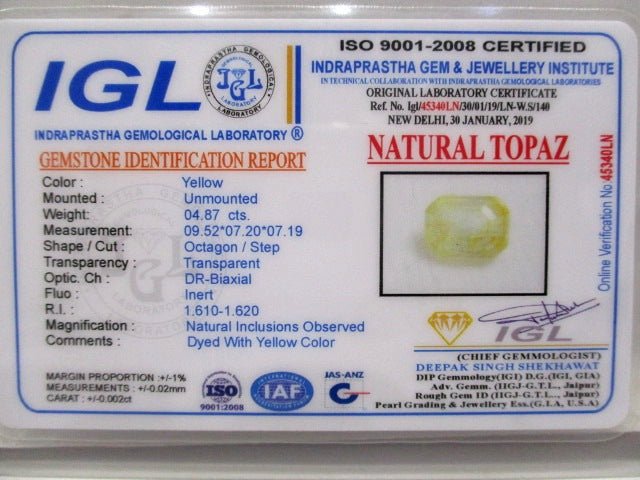 IGL
INDRAPRASTHA GEMOLOGICAL LABORATORY
IGL
INDRAPRASTHA GEMOLOGICAL LABORATORY ®
ISO 9001-2008 CERTIFIED
INDRAPRASTHA GEM & JEWELLERY INSTITUTE
IN TECHNICAL COLLABORATION WITH INDRAPRASTHA GEMOLOGICAL LABORATORIES
ORIGINAL LABORATORY CERTIFICATE
Ref. No. Igl/45340LN/30/01/19/LN-W.S/140
NEW DELHI, 30 JANUARY, 2019
GEMSTONE IDENTIFICATION REPORT
Color : Yellow
Mounted : Unmounted
Weight: 04.87 cts.
Measurement: 09.52*07.20*07.19
Shape / Cut : Octagon / Step
Transparency : Transparent
Optic. Ch : DR-Biaxial
Fluo : Inert
R.I. : 1.610-1.620
Magnification : Natural Inclusions Observed
Comments : Dyed With Yellow Color
NATURAL TOPAZ
Online Verification No 45340LN
IGL
(CHIEF GEMMOLOGIST)
DEEPAK SINGH SHEKHAWAT
DIP Gemmology(IGI) D.G.(IGI, GIA)
Adv. Gemm. (IIGJ-G.T.L., Jaipur)
Rough Gem ID (IIGJ-G.T.L., Jaipur)
Pearl Grading & Jewellery Ess.(G.I.A, U.S.A)
MARGIN PROPORTION : +/-1%
MEASUREMENTS : +/-0.02mm
CARAT : +/-0.002ct
ISO
9001:2008
IAF
JAS-ANZ